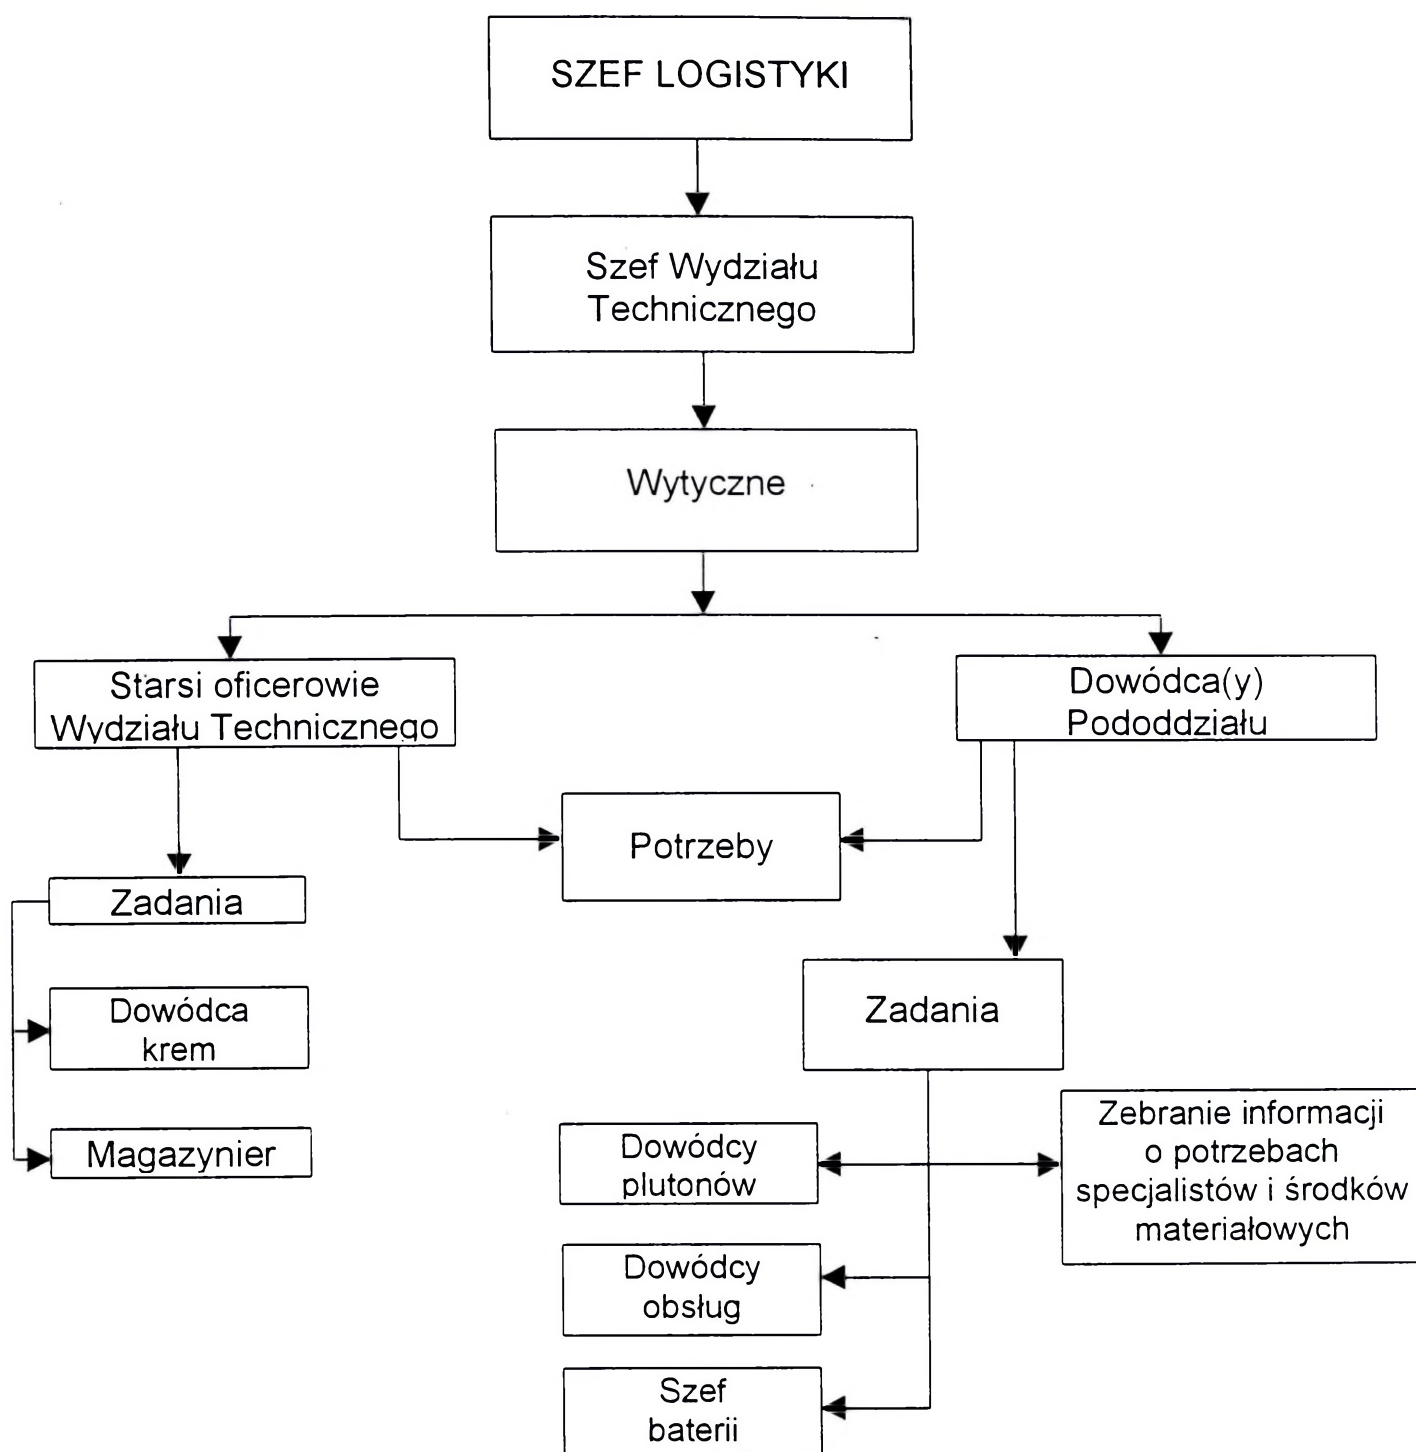 SZEF LOGISTYKI
Szef Wydziału
Technicznego
Wytyczne
Starsi oficerowie
Wydziału Technicznego
Dowódca(y)
Pododdziału
Potrzeby
Zadania
Dowódca
krem
Magazynier
Zadania
Zebranie informacji
o potrzebach
specjalistów i środków
materiałowych
Dowódcy
plutonów
Dowódcy
obsług
Szef
baterii